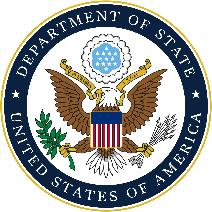 DEPARTMENT OF STATE
UNITED STATES OF AMERICA